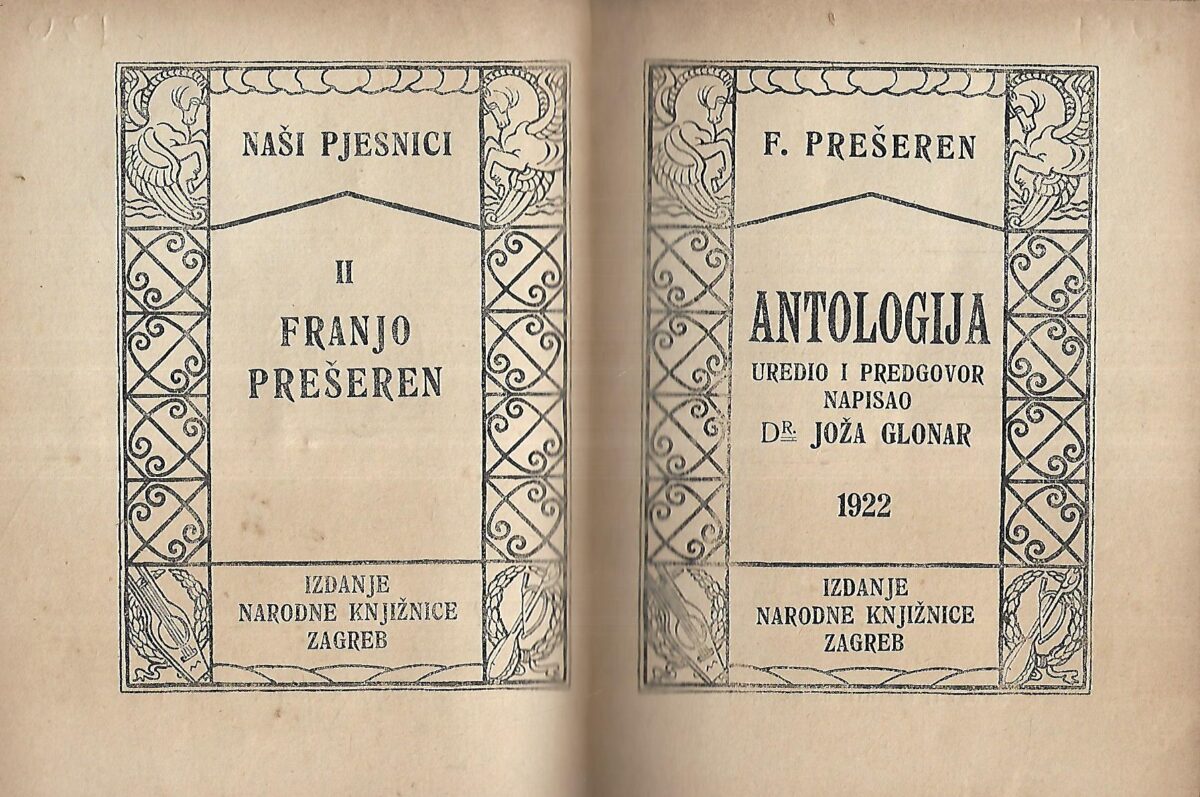 NAŠI PJESNICI
II
FRANJO
PREŠEREN
IZDANJE
NARODNE KNJIŽNICE
ZAGREB
F. PREŠEREN
ANTOLOGIJA
UREDIO I PREDGOVOR
NAPISAO
DR. JOŽA GLONAR
1922
IZDANJE
NARODNE KNJIŽNICE
ZAGREB